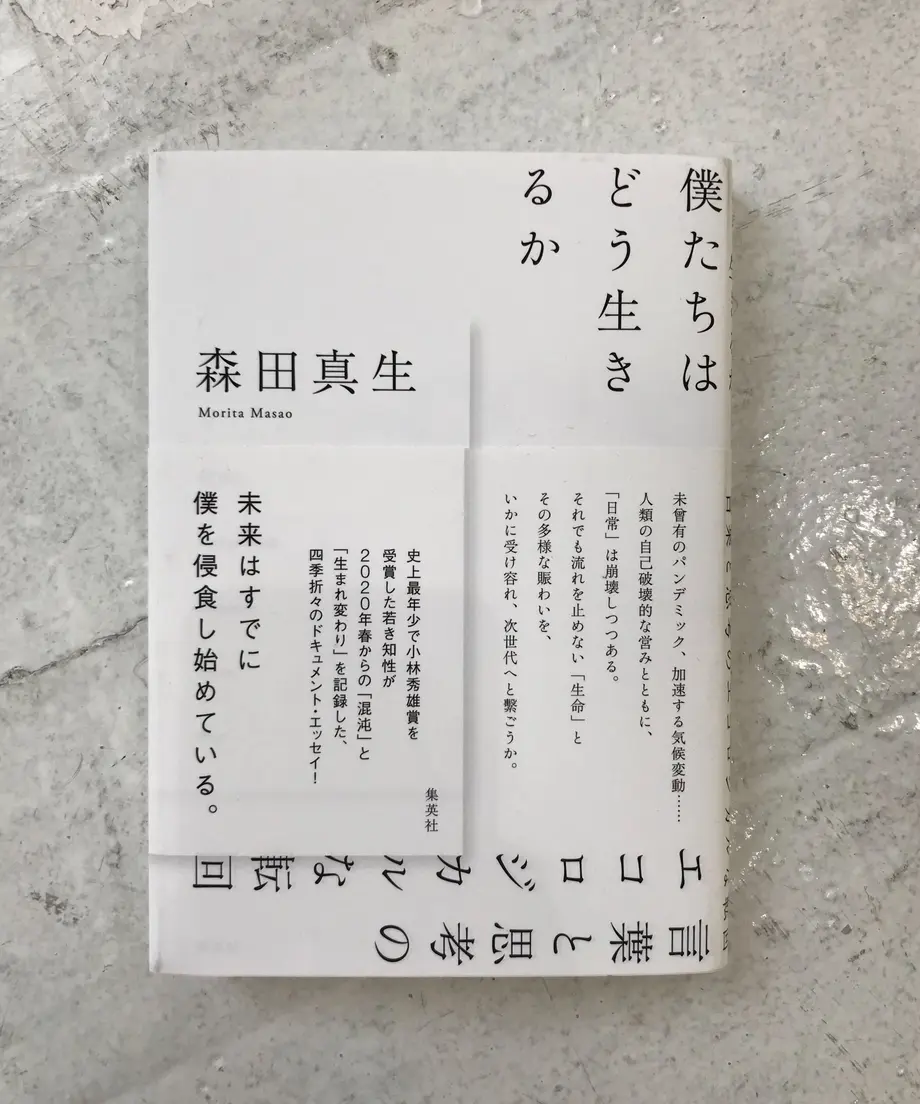 僕たちは
どう生き
るか
森田真生
Morita Masao
未曾有のパンデミック、加速する気候変動……
人類の自己破壊的な営みとともに、
「日常」は崩壊しつつある。
それでも流れを止めない「生命」と
その多様な賑わいを、
いかに受け容れ、次世代へと繫ごうか。
史上最年少で小林秀雄賞を
受賞した若き知性が
2020年春からの「混沌」と
「生まれ変わり」を記録した、
四季折々のドキュメント・エッセイ!
未来はすでに
僕を侵食し始めている。
集英社
言葉と思考の
エコロジカルな転回